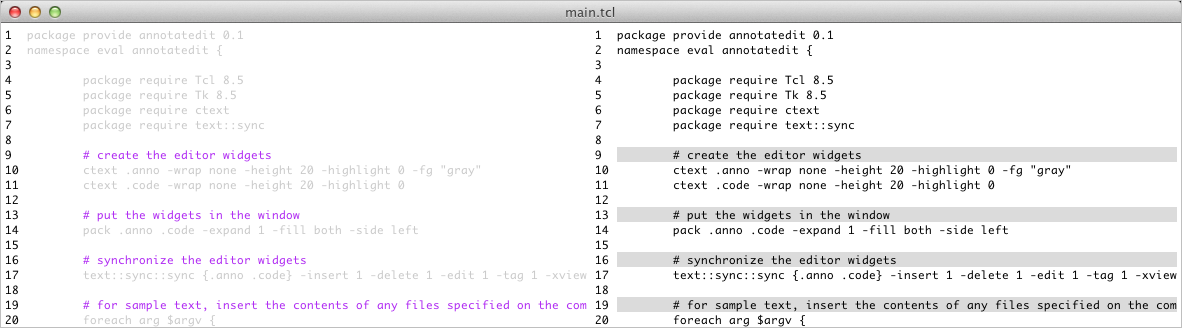 main.tcl
1 package provide annotatedit 0.1
2 namespace eval annotatedit {
3
4 package require Tcl 8.5
5 package require Tk 8.5
6 package require ctext
7 package require text::sync
8
9 # create the editor widgets
10 ctext .anno -wrap none -height 20 -highlight 0 -fg "gray"
11 ctext .code -wrap none -height 20 -highlight 0
12
13 # put the widgets in the window
14 pack .anno .code -expand 1 -fill both -side left
15
16 # synchronize the editor widgets
17 text::sync::sync {.anno .code} -insert 1 -delete 1 -edit 1 -tag 1 -xview
18
19 # for sample text, insert the contents of any files specified on the com
20 foreach arg $argv {
1 package provide annotatedit 0.1
2 namespace eval annotatedit {
3
4 package require Tcl 8.5
5 package require Tk 8.5
6 package require ctext
7 package require text::sync
8
9 # create the editor widgets
10 ctext .anno -wrap none -height 20 -highlight 0 -fg "gray"
11 ctext .code -wrap none -height 20 -highlight 0
12
13 # put the widgets in the window
14 pack .anno .code -expand 1 -fill both -side left
15
16 # synchronize the editor widgets
17 text::sync::sync {.anno .code} -insert 1 -delete 1 -edit 1 -tag 1 -xview
18
19 # for sample text, insert the contents of any files specified on the com
20 foreach arg $argv {